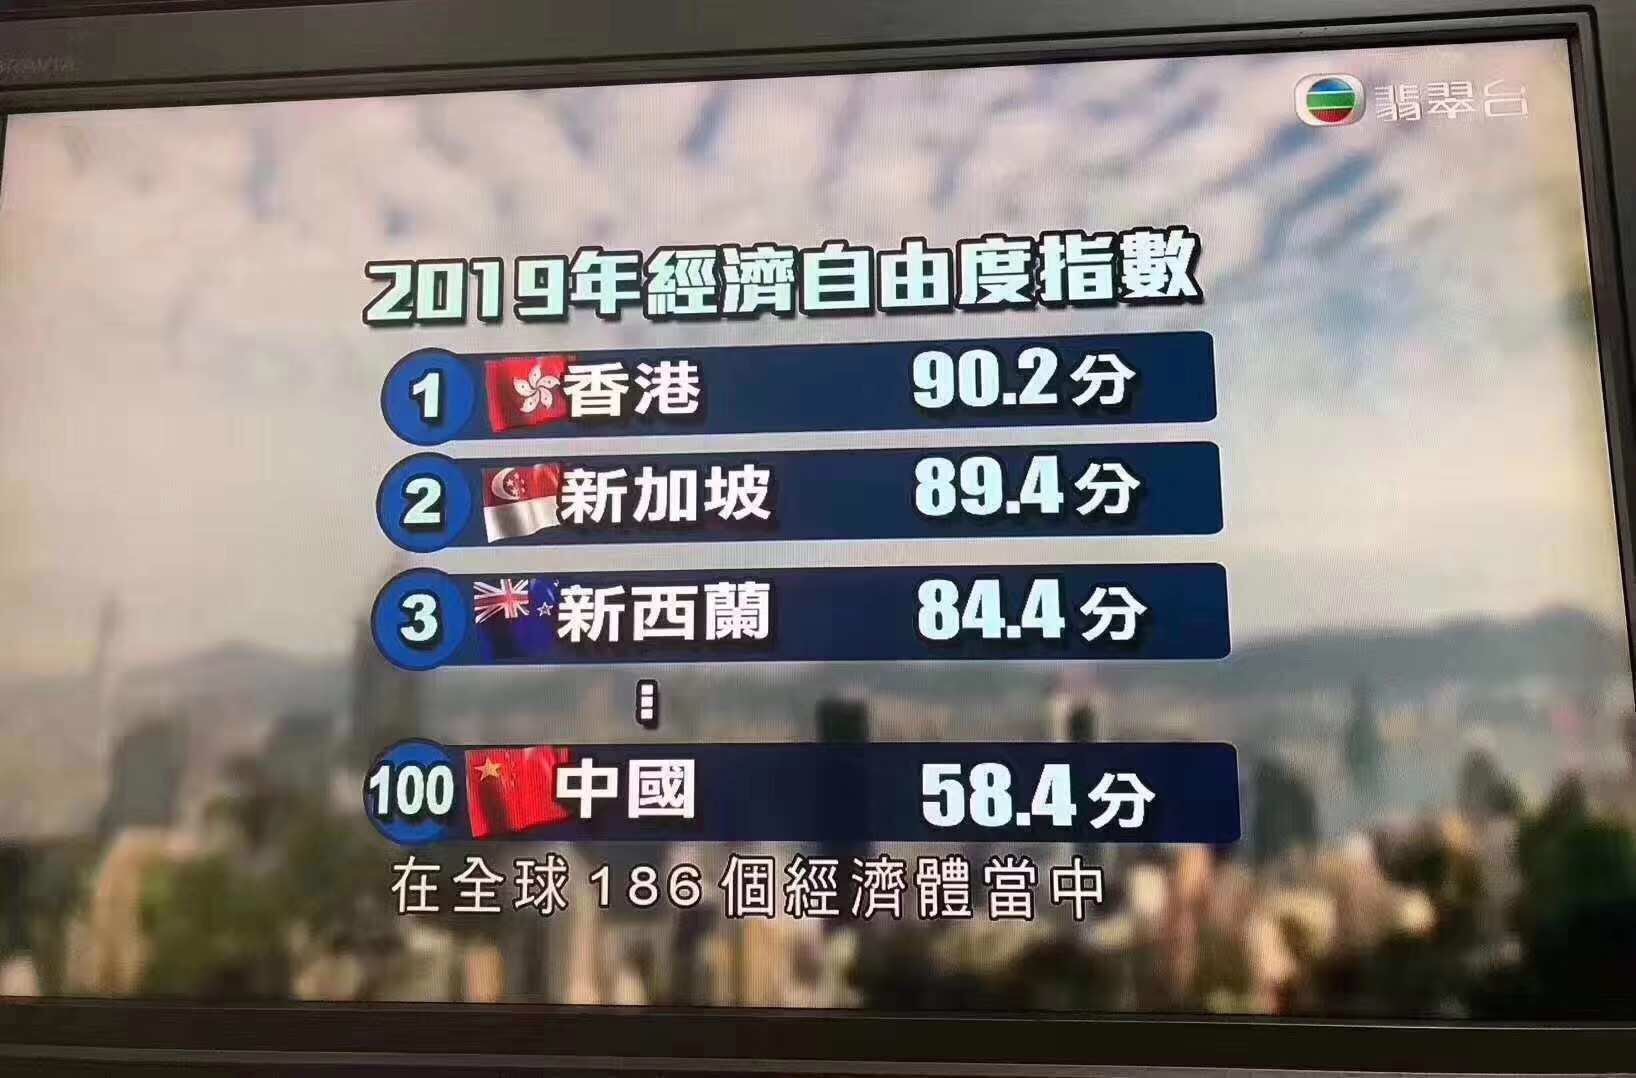 翡翠台
2019年經濟自由度指數
1 香港 90.2分
2 新加坡 89.4分
3 新西蘭 84.4分
⋮
100 中國 58.4分
在全球186個經濟體當中